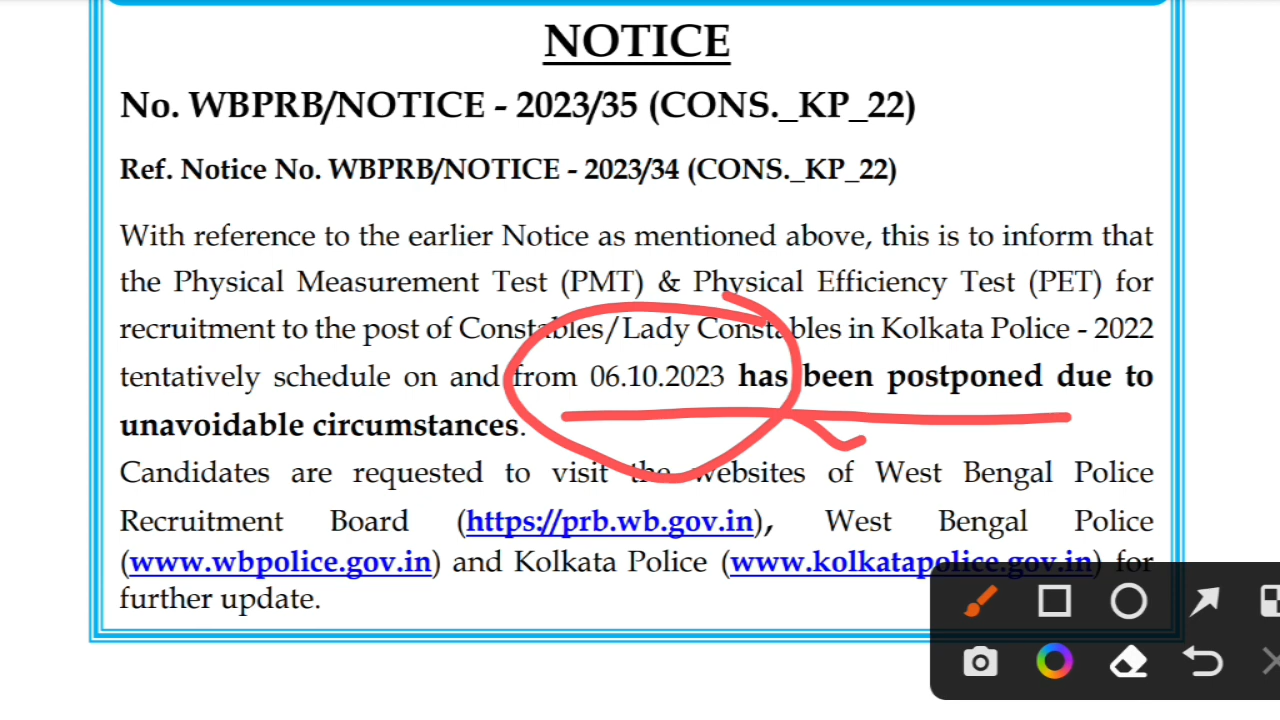 NOTICE
No. WBPRB/NOTICE - 2023/35 (CONS._KP_22)
Ref. Notice No. WBPRB/NOTICE - 2023/34 (CONS._KP_22)
With reference to the earlier Notice as mentioned above, this is to inform that
the Physical Measurement Test (PMT) & Physical Efficiency Test (PET) for
recruitment to the post of Constables/Lady Constables in Kolkata Police - 2022
tentatively schedule on and from 06.10.2023 has been postponed due to
unavoidable circumstances.
Candidates are requested to visit the websites of West Bengal Police
Recruitment Board (https://prb.wb.gov.in), West Bengal Police
(www.wbpolice.gov.in) and Kolkata Police (www.kolkatapolice.gov.in) for
further update.